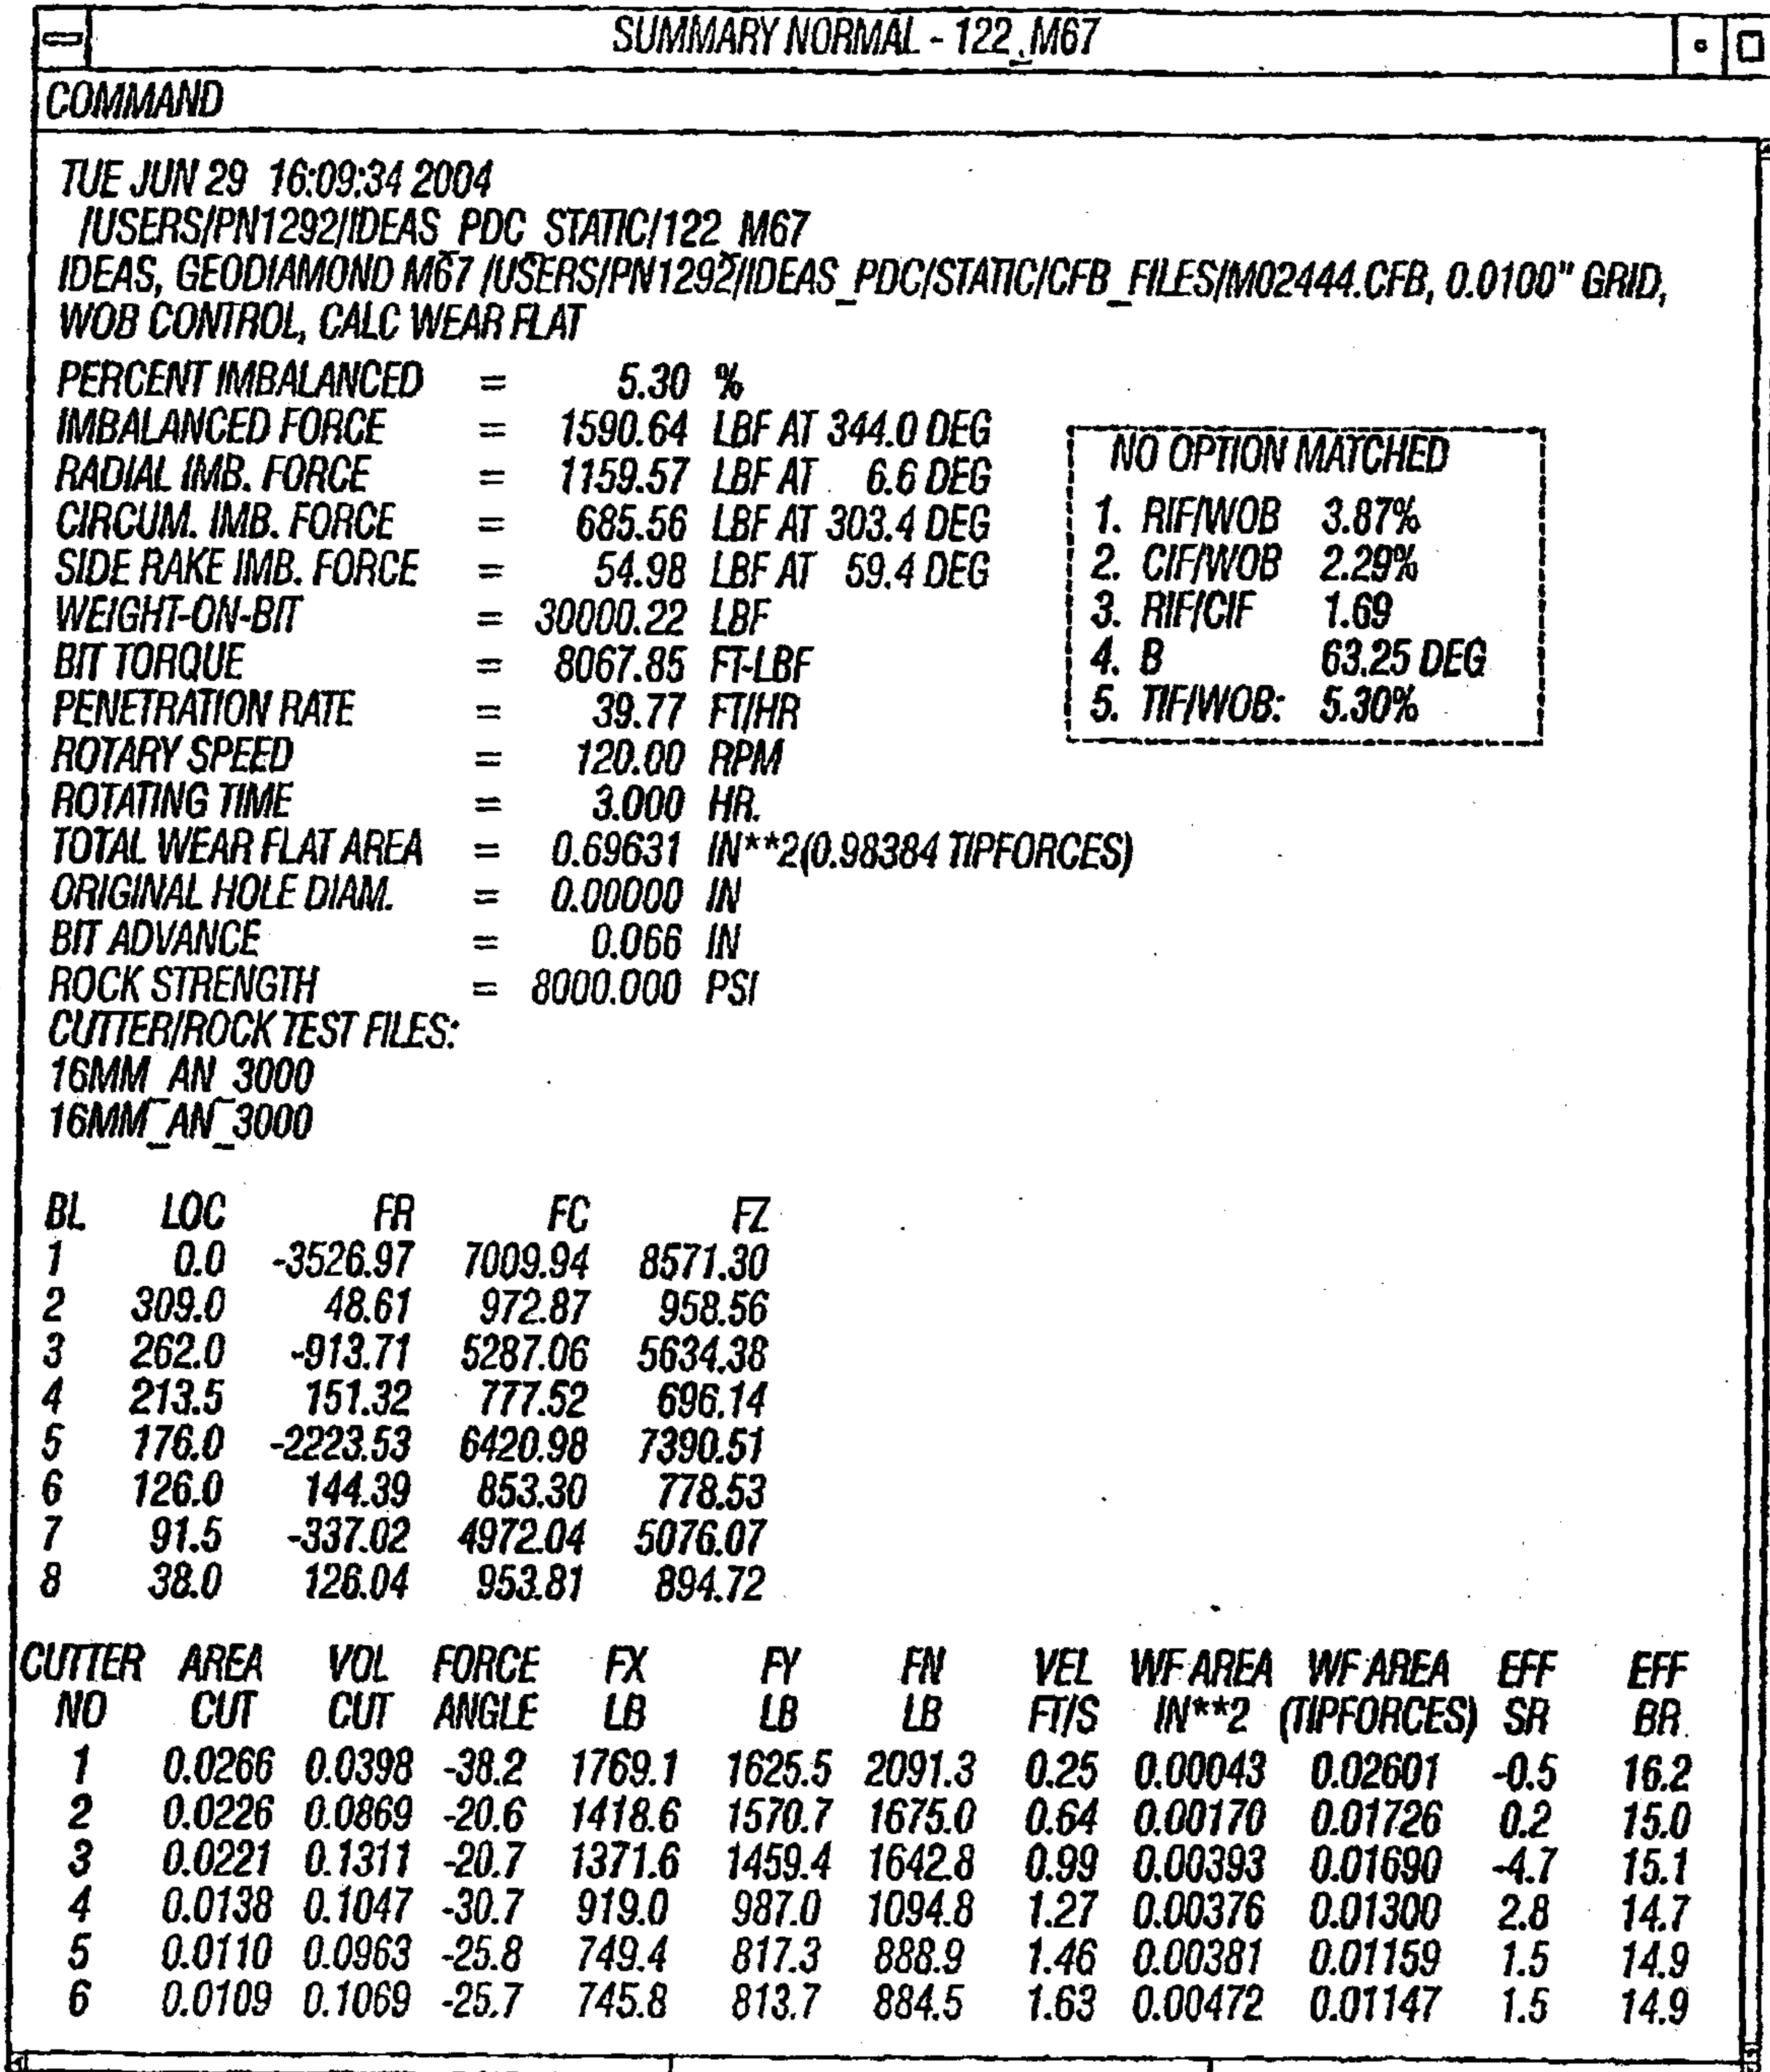 SUMMARY NORMAL - 122_M67
COMMAND
TUE JUN 29 16:09:34 2004
/USERS/PN1292/IDEAS_PDC_STATIC/122_M67
IDEAS, GEODIAMOND M67 /USERS/PN1292/IDEAS_PDC/STATIC/CFB_FILES/M02444.CFB, 0.0100" GRID,
WOB CONTROL, CALC WEAR FLAT
PERCENT IMBALANCED = 5.30 %
IMBALANCED FORCE = 1590.64 LBF AT 344.0 DEG
RADIAL IMB. FORCE = 1159.57 LBF AT 6.6 DEG
CIRCUM. IMB. FORCE = 685.56 LBF AT 303.4 DEG
SIDE RAKE IMB. FORCE = 54.98 LBF AT 59.4 DEG
WEIGHT-ON-BIT = 30000.22 LBF
BIT TORQUE = 8067.85 FT-LBF
PENETRATION RATE = 39.77 FT/HR
ROTARY SPEED = 120.00 RPM
ROTATING TIME = 3.000 HR.
TOTAL WEAR FLAT AREA = 0.69631 IN**2(0.98384 TIPFORCES)
ORIGINAL HOLE DIAM. = 0.00000 IN
BIT ADVANCE = 0.066 IN
ROCK STRENGTH = 8000.000 PSI
CUTTER/ROCK TEST FILES:
16MM_AN_3000
16MM_AN_3000
NO OPTION MATCHED
1. RIF/WOB 3.87%
2. CIF/WOB 2.29%
3. RIF/CIF 1.69
4. B 63.25 DEG
5. TIF/WOB: 5.30%
BL LOC FR FC FZ
1 0.0 -3526.97 7009.94 8571.30
2 309.0 48.61 972.87 958.56
3 262.0 -913.71 5287.06 5634.38
4 213.5 151.32 777.52 696.14
5 176.0 -2223.53 6420.98 7390.51
6 126.0 144.39 853.30 778.53
7 91.5 -337.02 4972.04 5076.07
8 38.0 126.04 953.81 894.72
CUTTER AREA VOL FORCE FX FY FN VEL WF AREA WF AREA EFF EFF
NO CUT CUT ANGLE LB LB LB FT/S IN**2 (TIPFORCES) SR BR
1 0.0266 0.0398 -38.2 1769.1 1625.5 2091.3 0.25 0.00043 0.02601 -0.5 16.2
2 0.0226 0.0869 -20.6 1418.6 1570.7 1675.0 0.64 0.00170 0.01726 0.2 15.0
3 0.0221 0.1311 -20.7 1371.6 1459.4 1642.8 0.99 0.00393 0.01690 -4.7 15.1
4 0.0138 0.1047 -30.7 919.0 987.0 1094.8 1.27 0.00376 0.01300 2.8 14.7
5 0.0110 0.0963 -25.8 749.4 817.3 888.9 1.46 0.00381 0.01159 1.5 14.9
6 0.0109 0.1069 -25.7 745.8 813.7 884.5 1.63 0.00472 0.01147 1.5 14.9